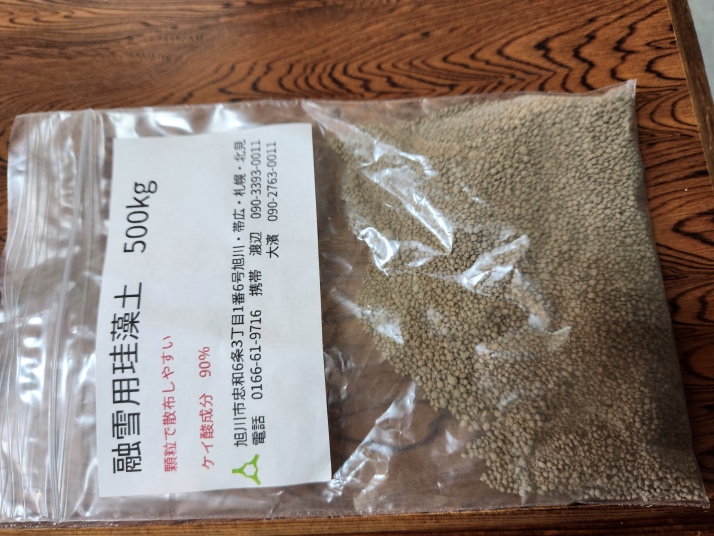 融雪用珪藻土　500kg
顆粒で散布しやすい
ケイ酸成分　90%
旭川市忠和6条3丁目1番6号旭川・帯広・札幌・北見
電話　0166-61-9716　携帯　渡辺　090-3393-0011
大濱　090-2763-0011